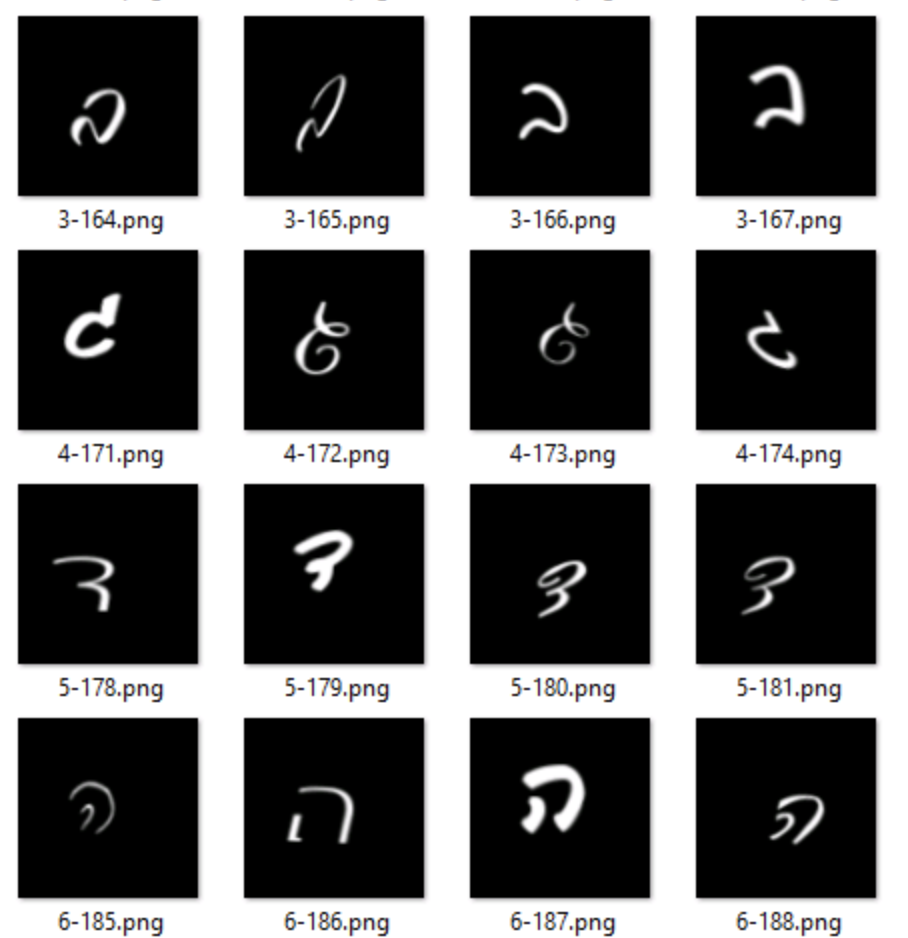 ב ב ב ב
3-164.png 3-165.png 3-166.png 3-167.png
ג ג ג ג
4-171.png 4-172.png 4-173.png 4-174.png
ד ד ד ד
5-178.png 5-179.png 5-180.png 5-181.png
ה ה ה ה
6-185.png 6-186.png 6-187.png 6-188.png